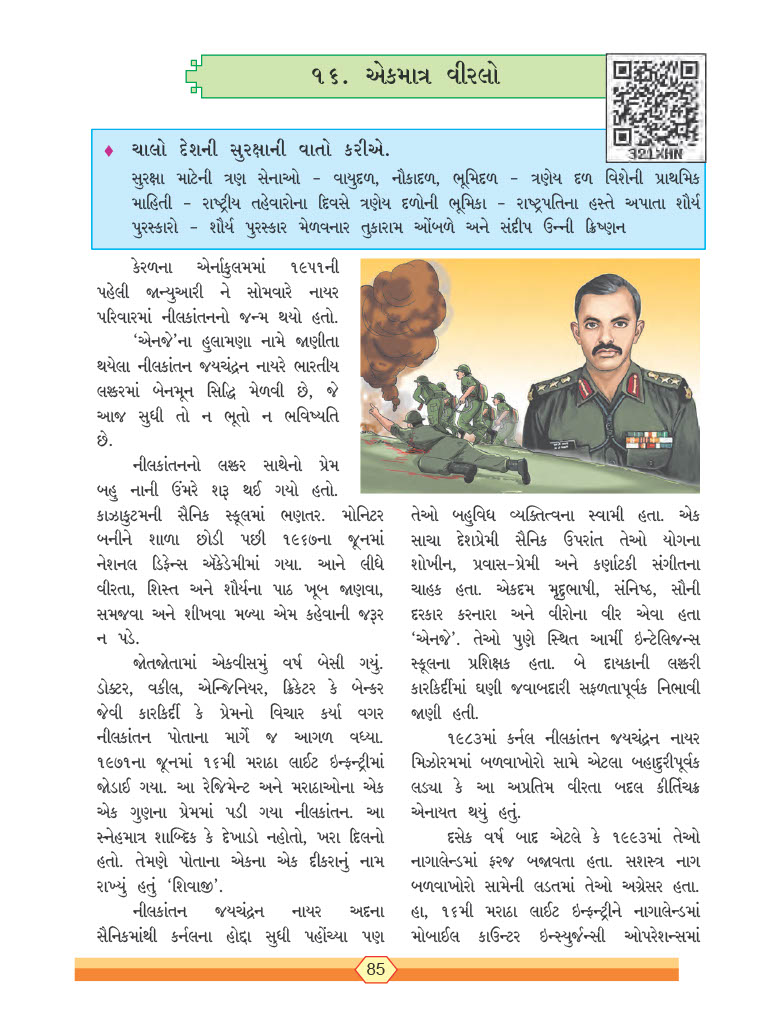 ૧૬. એકમાત્ર વીરલો
321XHN
♦ ચાલો દેશની સુરક્ષાની વાતો કરીએ.
સુરક્ષા માટેની ત્રણ સેનાઓ – વાયુદળ, નૌકાદળ, ભૂમિદળ – ત્રણેય દળ વિશેની પ્રાથમિક
માહિતી – રાષ્ટ્રીય તહેવારોના દિવસે ત્રણેય દળોની ભૂમિકા – રાષ્ટ્રપતિના હસ્તે અપાતા શૌર્ય
પુરસ્કારો – શૌર્ય પુરસ્કાર મેળવનાર તુકારામ ઓંબળે અને સંદીપ ઉન્ની ક્રિષ્ણન
કેરળના એર્નાકુલમમાં ૧૯૫૧ની
પહેલી જાન્યુઆરી ને સોમવારે નાયર
પરિવારમાં નીલકાંતનનો જન્મ થયો હતો.
‘એનજે’ના હુલામણા નામે જાણીતા
થયેલા નીલકાંતન જયચંદ્રન નાયરે ભારતીય
લશ્કરમાં બેનમૂન સિદ્ધિ મેળવી છે, જે
આજ સુધી તો ન ભૂતો ન ભવિષ્યતિ
છે.
નીલકાંતનનો લશ્કર સાથેનો પ્રેમ
બહુ નાની ઉંમરે શરૂ થઈ ગયો હતો.
કાઝાકુટમની સૈનિક સ્કૂલમાં ભણતર. મોનિટર
બનીને શાળા છોડી પછી ૧૯૬૭ના જૂનમાં
નેશનલ ડિફેન્સ ઍકેડેમીમાં ગયા. આને લીધે
વીરતા, શિસ્ત અને શૌર્યના પાઠ ખૂબ જાણવા,
સમજવા અને શીખવા મળ્યા એમ કહેવાની જરૂર
ન પડે.
જોતજોતામાં એકવીસમું વર્ષ બેસી ગયું.
ડોક્ટર, વકીલ, એન્જિનિયર, ક્રિકેટર કે બેન્કર
જેવી કારકિર્દી કે પ્રેમનો વિચાર કર્યા વગર
નીલકાંતન પોતાના માર્ગે જ આગળ વધ્યા.
૧૯૭૧ના જૂનમાં ૧૬મી મરાઠા લાઈટ ઇન્ફન્ટ્રીમાં
જોડાઈ ગયા. આ રેજિમેન્ટ અને મરાઠાઓના એક
એક ગુણના પ્રેમમાં પડી ગયા નીલકાંતન. આ
સ્નેહમાત્ર શાબ્દિક કે દેખાડો નહોતો, ખરા દિલનો
હતો. તેમણે પોતાના એકના એક દીકરાનું નામ
રાખ્યું હતું ‘શિવાજી’.
નીલકાંતન જયચંદ્રન નાયર અદના
સૈનિકમાંથી કર્નલના હોદ્દા સુધી પહોંચ્યા પણ
તેઓ બહુવિધ વ્યક્તિત્વના સ્વામી હતા. એક
સાચા દેશપ્રેમી સૈનિક ઉપરાંત તેઓ યોગના
શોખીન, પ્રવાસ-પ્રેમી અને કર્ણાટકી સંગીતના
ચાહક હતા. એકદમ મૃદુભાષી, સંનિષ્ઠ, સૌની
દરકાર કરનારા અને વીરોના વીર એવા હતા
‘એનજે’. તેઓ પુણે સ્થિત આર્મી ઇન્ટેલિજન્સ
સ્કૂલના પ્રશિક્ષક હતા. બે દાયકાની લશ્કરી
કારકિર્દીમાં ઘણી જવાબદારી સફળતાપૂર્વક નિભાવી
જાણી હતી.
૧૯૮૩માં કર્નલ નીલકાંતન જયચંદ્રન નાયર
મિઝોરમમાં બળવાખોરો સામે એટલા બહાદુરીપૂર્વક
લડ્યા કે આ અપ્રતિમ વીરતા બદલ કીર્તિચક્ર
એનાયત થયું હતું.
દસેક વર્ષ બાદ એટલે કે ૧૯૯૩માં તેઓ
નાગાલેન્ડમાં ફરજ બજાવતા હતા. સશસ્ત્ર નાગ
બળવાખોરો સામેની લડતમાં તેઓ અગ્રેસર હતા.
હા, ૧૬મી મરાઠા લાઈટ ઇન્ફન્ટ્રીને નાગાલેન્ડમાં
મોબાઈલ કાઉન્ટર ઇન્સ્યુર્જન્સી ઓપરેશન્સમાં
85